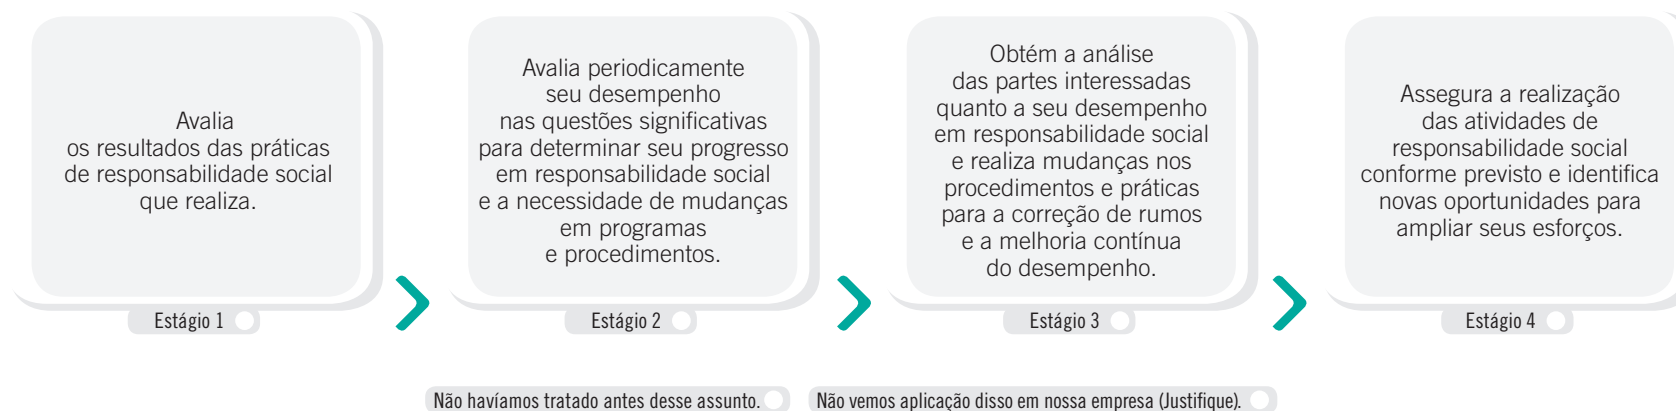 Avalia
os resultados das práticas
de responsabilidade social
que realiza.
Estágio 1
Avalia periodicamente
seu desempenho
nas questões significativas
para determinar seu progresso
em responsabilidade social
e a necessidade de mudanças
em programas
e procedimentos.
Estágio 2
Obtém a análise
das partes interessadas
quanto a seu desempenho
em responsabilidade social
e realiza mudanças nos
procedimentos e práticas
para a correção de rumos
e a melhoria contínua
do desempenho.
Estágio 3
Assegura a realização
das atividades de
responsabilidade social
conforme previsto e identifica
novas oportunidades para
ampliar seus esforços.
Estágio 4
Não havíamos tratado antes desse assunto.
Não vemos aplicação disso em nossa empresa (Justifique).